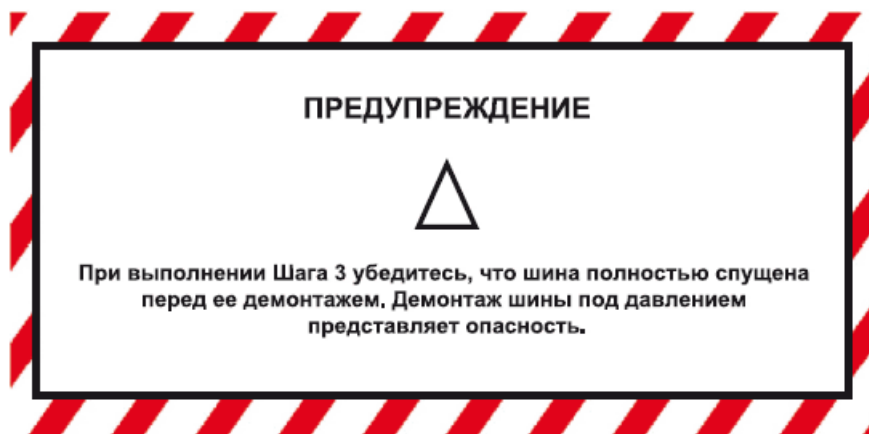 ПРЕДУПРЕЖДЕНИЕ
При выполнении Шага 3 убедитесь, что шина полностью спущена
перед ее демонтажем. Демонтаж шины под давлением
представляет опасность.